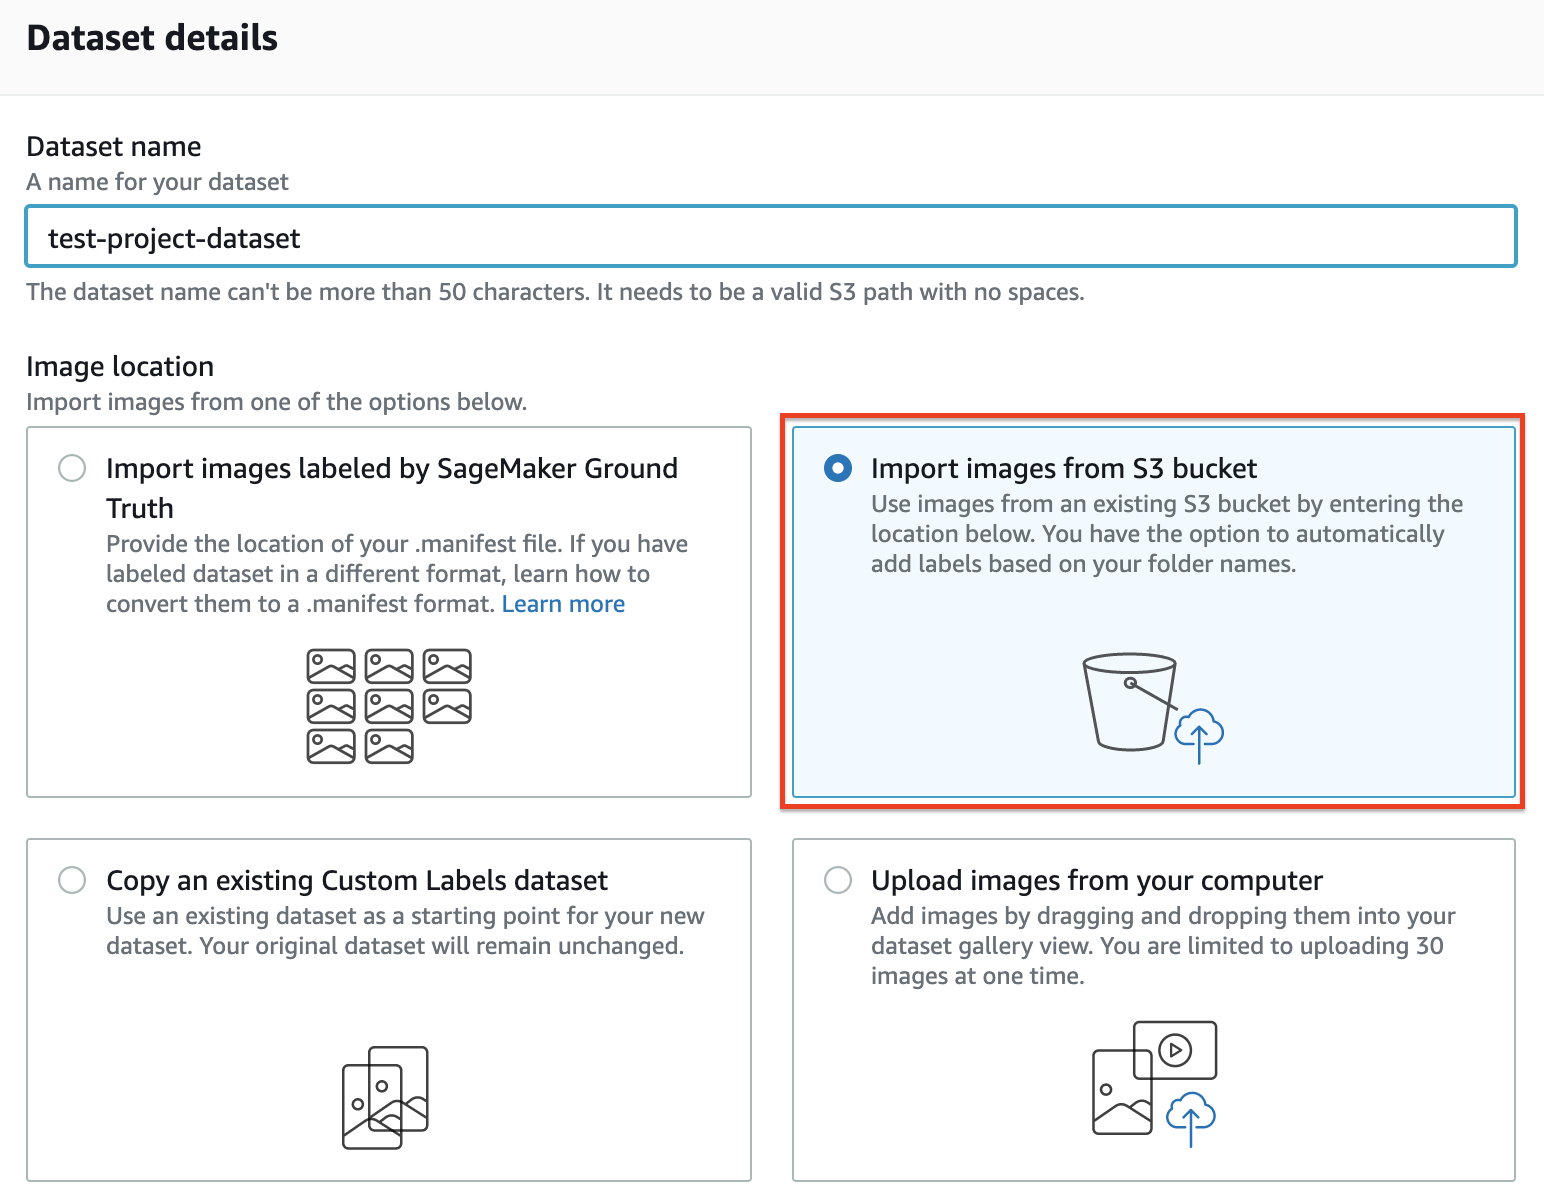 Dataset details
Dataset name
A name for your dataset
test-project-dataset
The dataset name can't be more than 50 characters. It needs to be a valid S3 path with no spaces.
Image location
Import images from one of the options below.
Import images labeled by SageMaker Ground
Truth
Provide the location of your .manifest file. If you have
labeled dataset in a different format, learn how to
convert them to a .manifest format. Learn more
Import images from S3 bucket
Use images from an existing S3 bucket by entering the
location below. You have the option to automatically
add labels based on your folder names.
Copy an existing Custom Labels dataset
Use an existing dataset as a starting point for your new
dataset. Your original dataset will remain unchanged.
Upload images from your computer
Add images by dragging and dropping them into your
dataset gallery view. You are limited to uploading 30
images at one time.